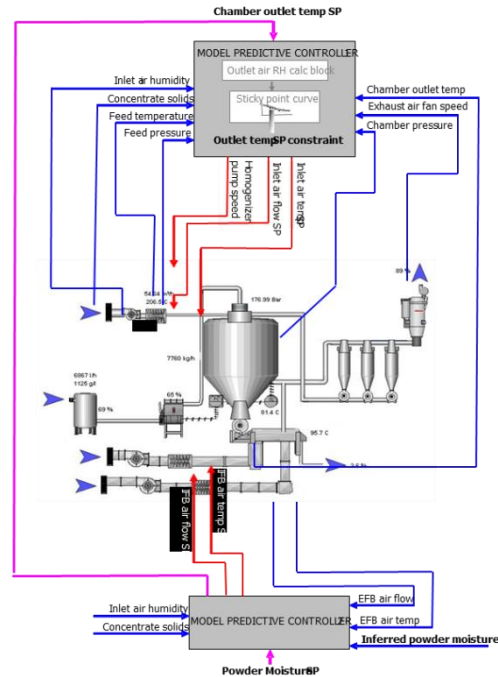 Chamber outlet temp SP
MODEL PREDICTIVE CONTROLLER
Outlet air RH calc block
Sticky point curve
Outlet temp SP constraint
Inlet air humidity
Concentrate solids
Feed temperature
Feed pressure
Chamber outlet temp
Exhaust air fan speed
Chamber pressure
Homogenizer
pump speed
Inlet air flow SP
Inlet air temp SP
89 %
176.99 Bar
7760 kg/h
1125 g/l
69 %
65 %
81.4 C
95.7 C
IFB air flow S
IFB air temp S
Inlet air humidity
Concentrate solids
MODEL PREDICTIVE CONTROLLER
EFB air flow
EFB air temp
Inferred powder moisture
Powder Moisture SP